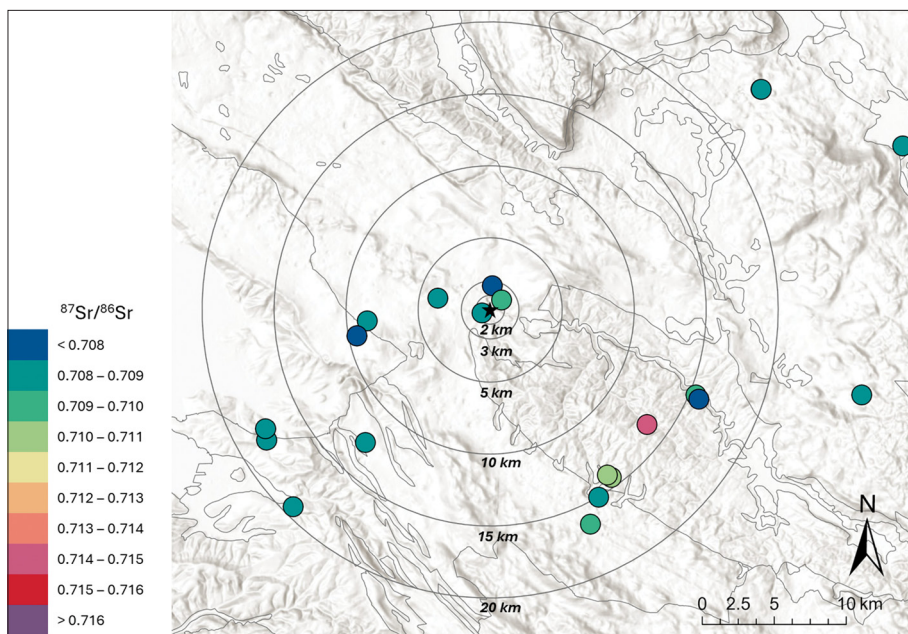 ⁸⁷Sr/⁸⁶Sr
< 0.708
0.708 – 0.709
0.709 – 0.710
0.710 – 0.711
0.711 – 0.712
0.712 – 0.713
0.713 – 0.714
0.714 – 0.715
0.715 – 0.716
> 0.716
2 km
3 km
5 km
10 km
15 km
20 km
N
0 2.5 5 10 km